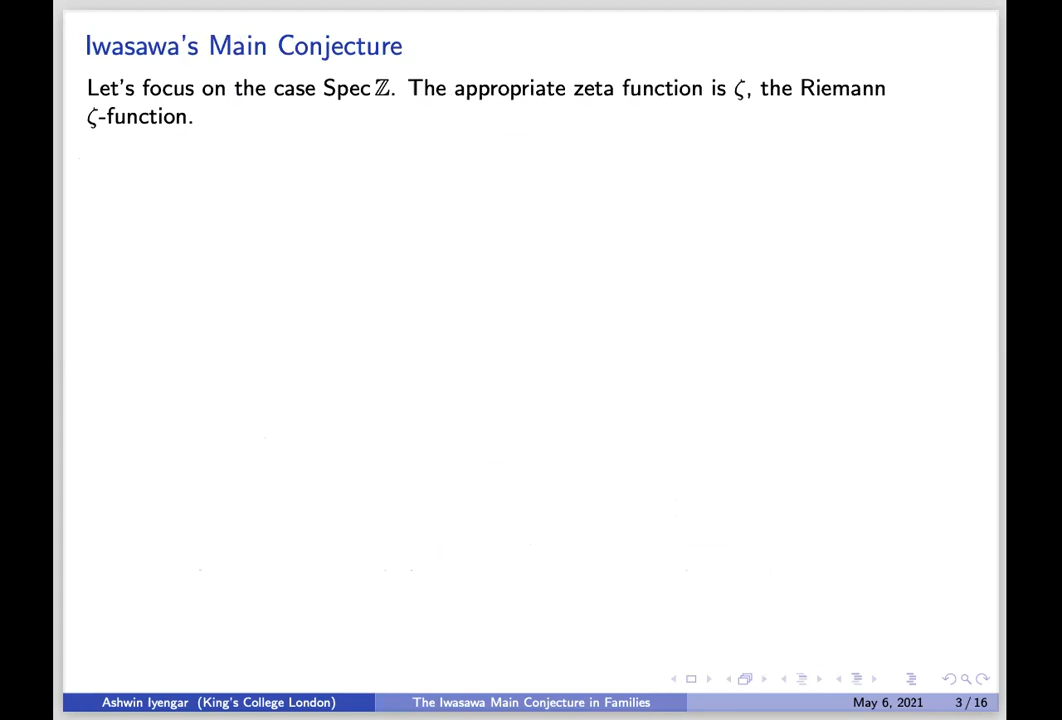 Iwasawa's Main Conjecture
Let's focus on the case Spec ℤ. The appropriate zeta function is ζ, the Riemann
ζ-function.
Ashwin Iyengar (King's College London) The Iwasawa Main Conjecture in Families May 6, 2021 3 / 16